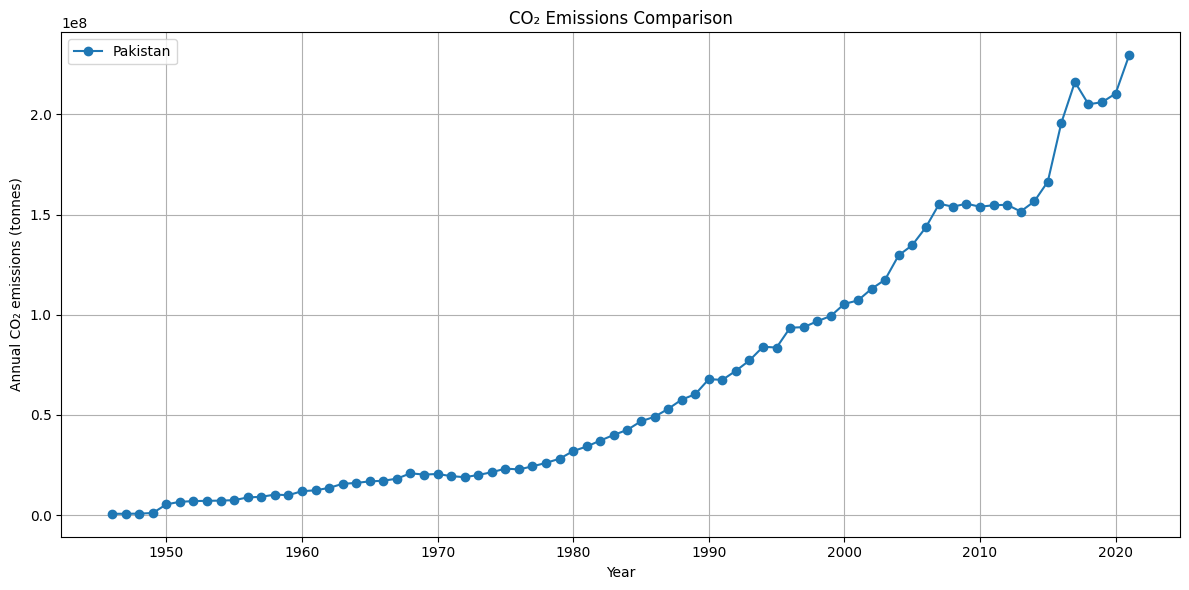 CO₂ Emissions Comparison
1e8
Pakistan
Annual CO₂ emissions (tonnes)
2.0
1.5
1.0
0.5
0.0
1950 1960 1970 1980 1990 2000 2010 2020
Year